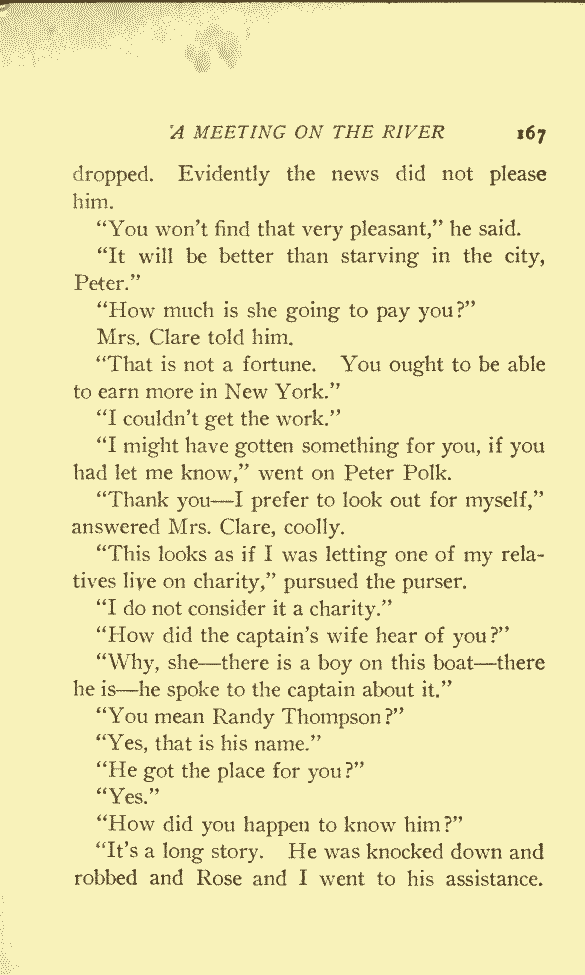 A MEETING ON THE RIVER 167
dropped. Evidently the news did not please
him.
“You won’t find that very pleasant,” he said.
“It will be better than starving in the city,
Peter.”
“How much is she going to pay you?”
Mrs. Clare told him.
“That is not a fortune. You ought to be able
to earn more in New York.”
“I couldn’t get the work.”
“I might have gotten something for you, if you
had let me know,” went on Peter Polk.
“Thank you—I prefer to look out for myself,”
answered Mrs. Clare, coolly.
“This looks as if I was letting one of my rela-
tives live on charity,” pursued the purser.
“I do not consider it a charity.”
“How did the captain’s wife hear of you?”
“Why, she—there is a boy on this boat—there
he is—he spoke to the captain about it.”
“You mean Randy Thompson?”
“Yes, that is his name.”
“He got the place for you?”
“Yes.”
“How did you happen to know him?”
“It’s a long story. He was knocked down and
robbed and Rose and I went to his assistance.